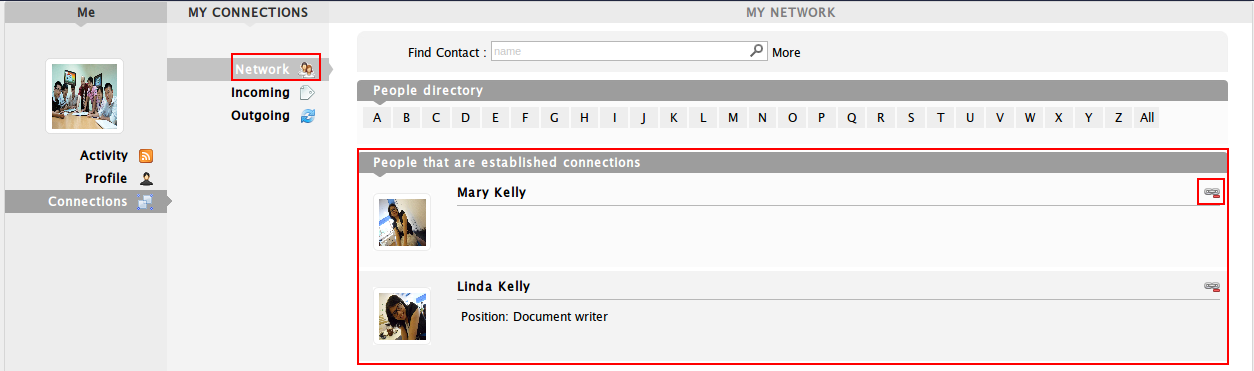 Me
MY CONNECTIONS
MY NETWORK
Find Contact : name More
Network
Incoming
Outgoing
People directory
A B C D E F G H I J K L M N O P Q R S T U V W X Y Z All
Activity
Profile
Connections
People that are established connections
Mary Kelly
Linda Kelly
Position: Document writer